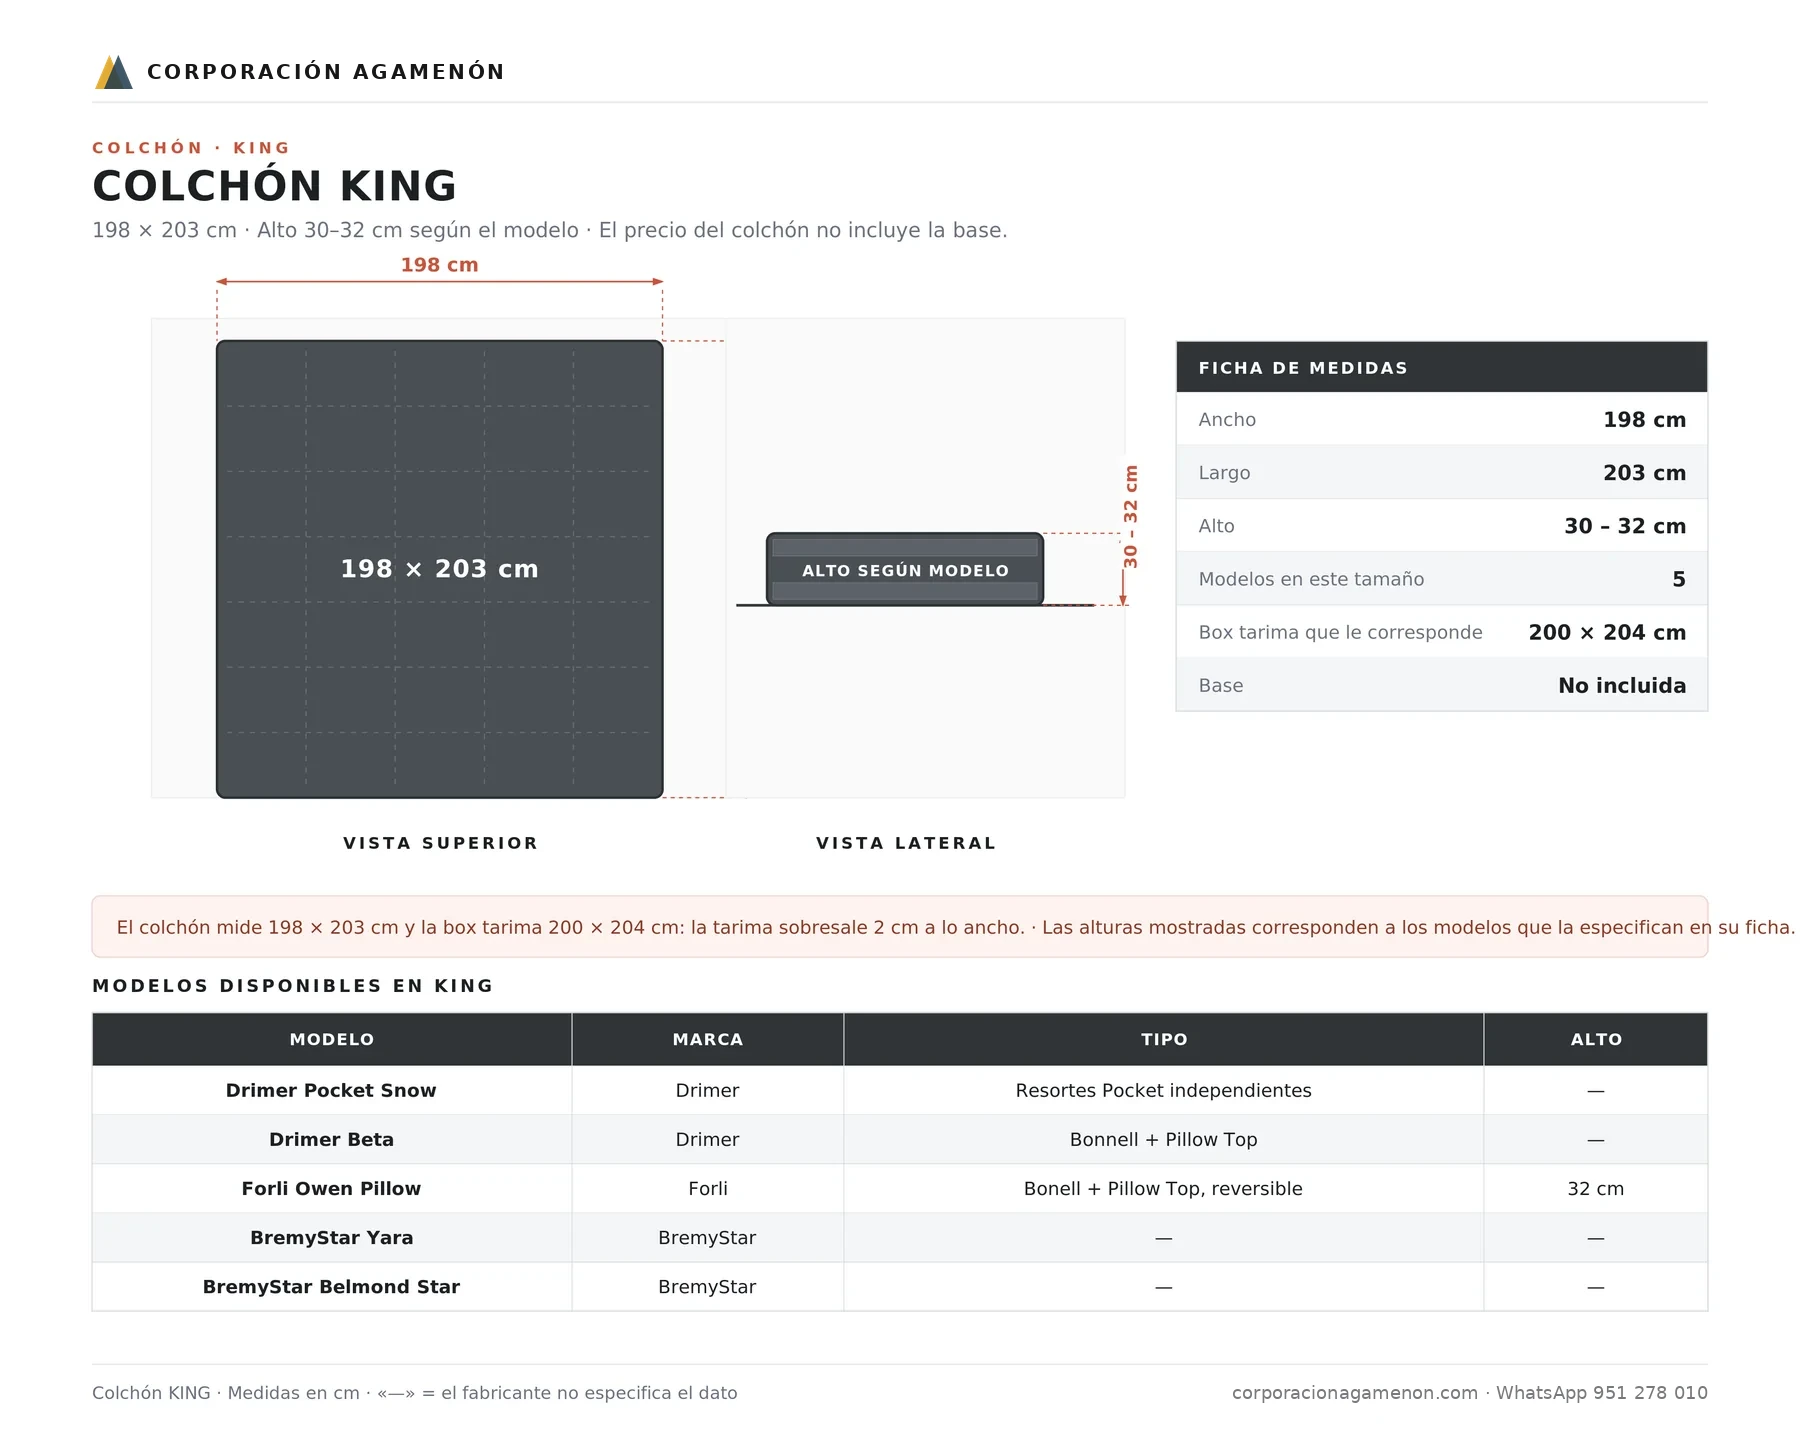 CORPORACIÓN AGAMENÓN
COLCHÓN · KING
COLCHÓN KING
198 × 203 cm · Alto 30–32 cm según el modelo · El precio del colchón no incluye la base.
198 cm
198 × 203 cm
ALTO SEGÚN MODELO
30 – 32 cm
VISTA SUPERIOR
VISTA LATERAL
FICHA DE MEDIDAS
Ancho 198 cm
Largo 203 cm
Alto 30 – 32 cm
Modelos en este tamaño 5
Box tarima que le corresponde 200 × 204 cm
Base No incluida
El colchón mide 198 × 203 cm y la box tarima 200 × 204 cm: la tarima sobresale 2 cm a lo ancho. · Las alturas mostradas corresponden a los modelos que la especifican en su ficha.
MODELOS DISPONIBLES EN KING
MODELO MARCA TIPO ALTO
Drimer Pocket Snow Drimer Resortes Pocket independientes —
Drimer Beta Drimer Bonnell + Pillow Top —
Forli Owen Pillow Forli Bonell + Pillow Top, reversible 32 cm
BremyStar Yara BremyStar — —
BremyStar Belmond Star BremyStar — —
Colchón KING · Medidas en cm · «—» = el fabricante no especifica el dato
corporacionagamenon.com · WhatsApp 951 278 010